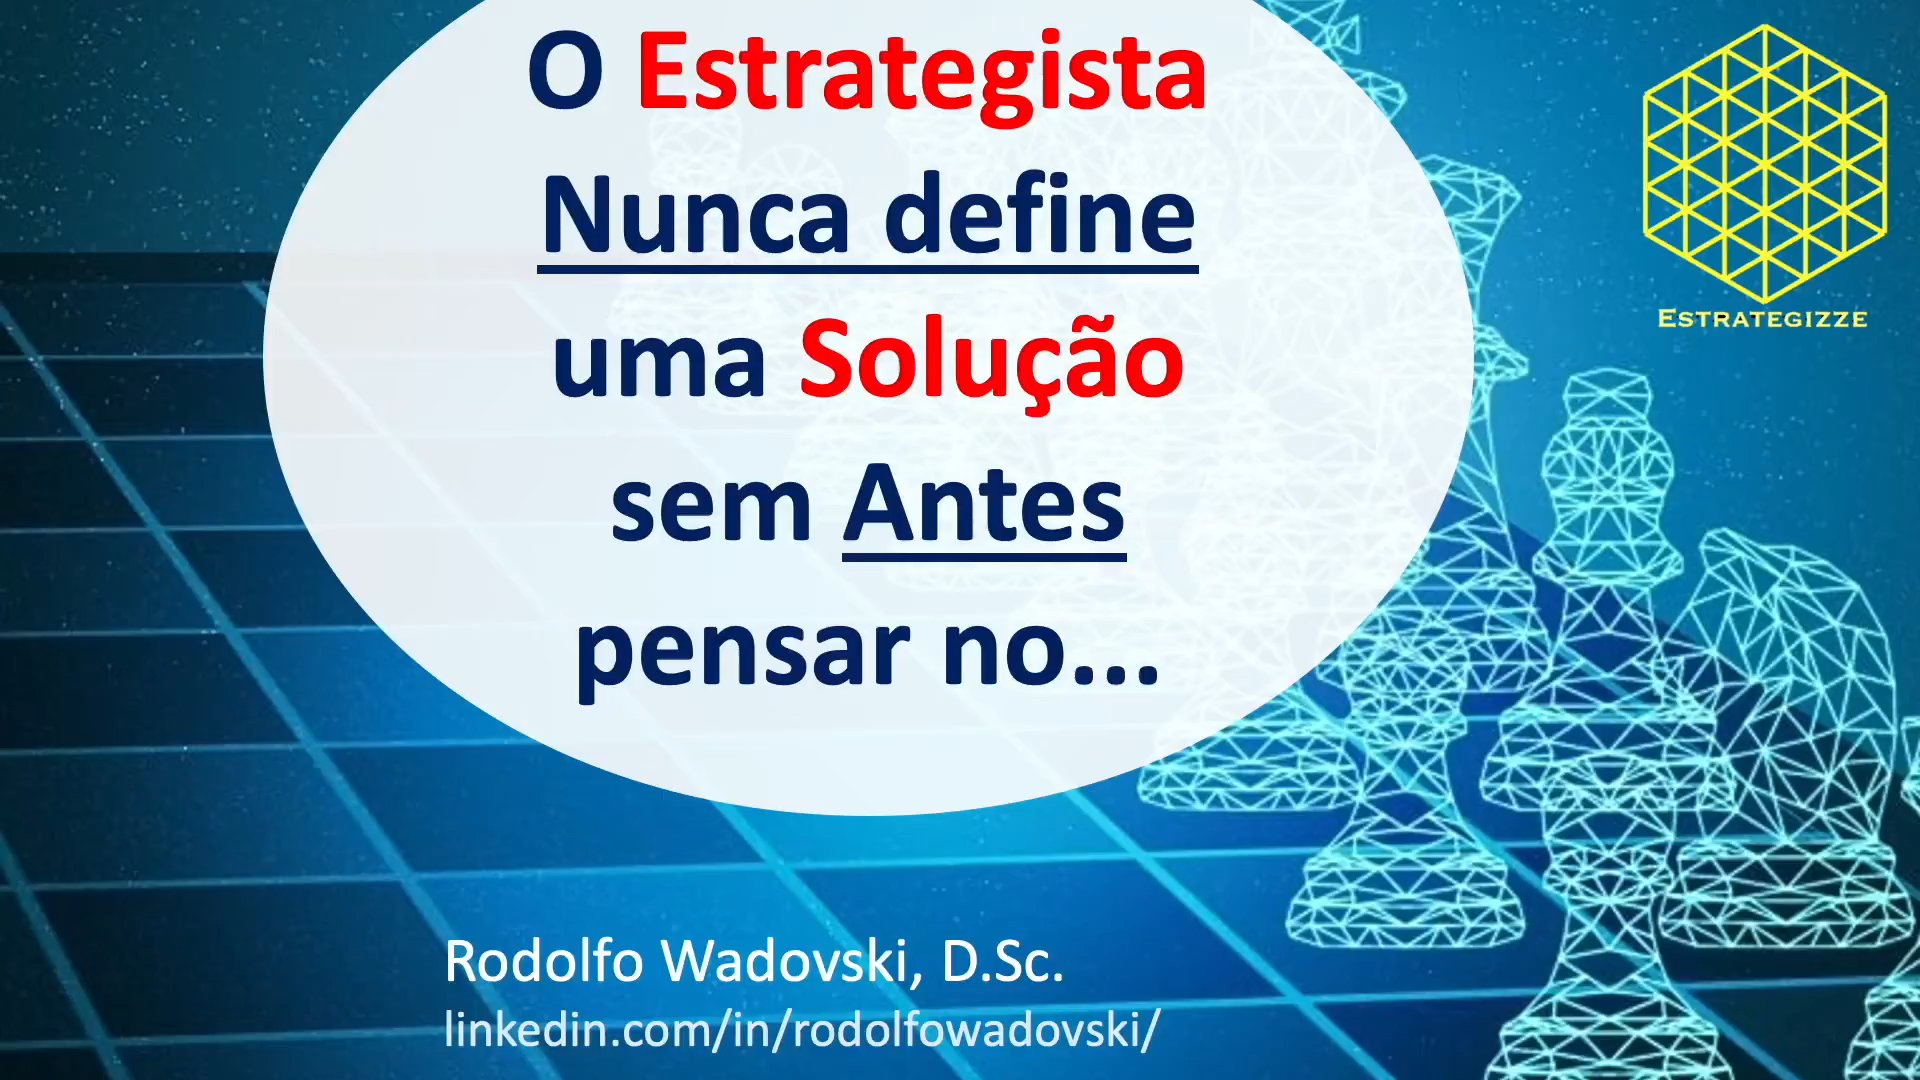 O Estrategista
Nunca define
uma Solução
sem Antes
pensar no...
ESTRATEGIZZE
Rodolfo Wadovski, D.Sc.
linkedin.com/in/rodolfowadovski/